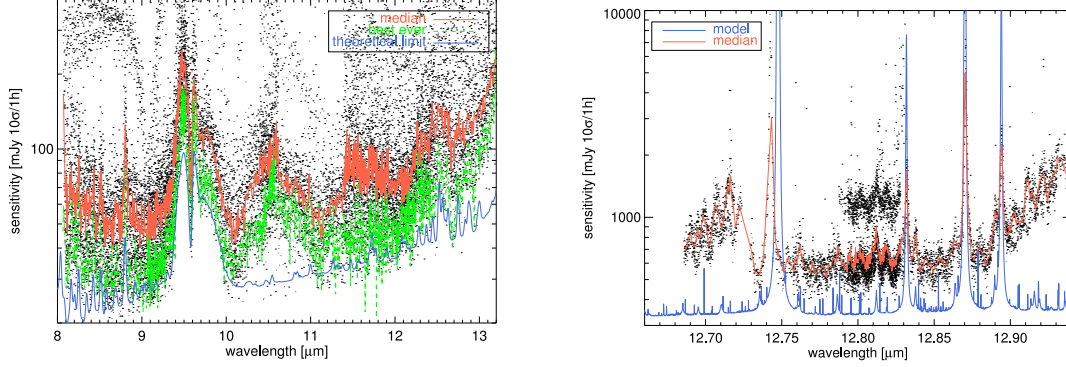 median
best ever
theoretical limit
sensitivity [mJy 10σ/1h]
100
8
9
10
11
12
13
wavelength [μm]
model
median
sensitivity [mJy 10σ/1h]
10000
1000
12.70
12.75
12.80
12.85
12.90
wavelength [μm]